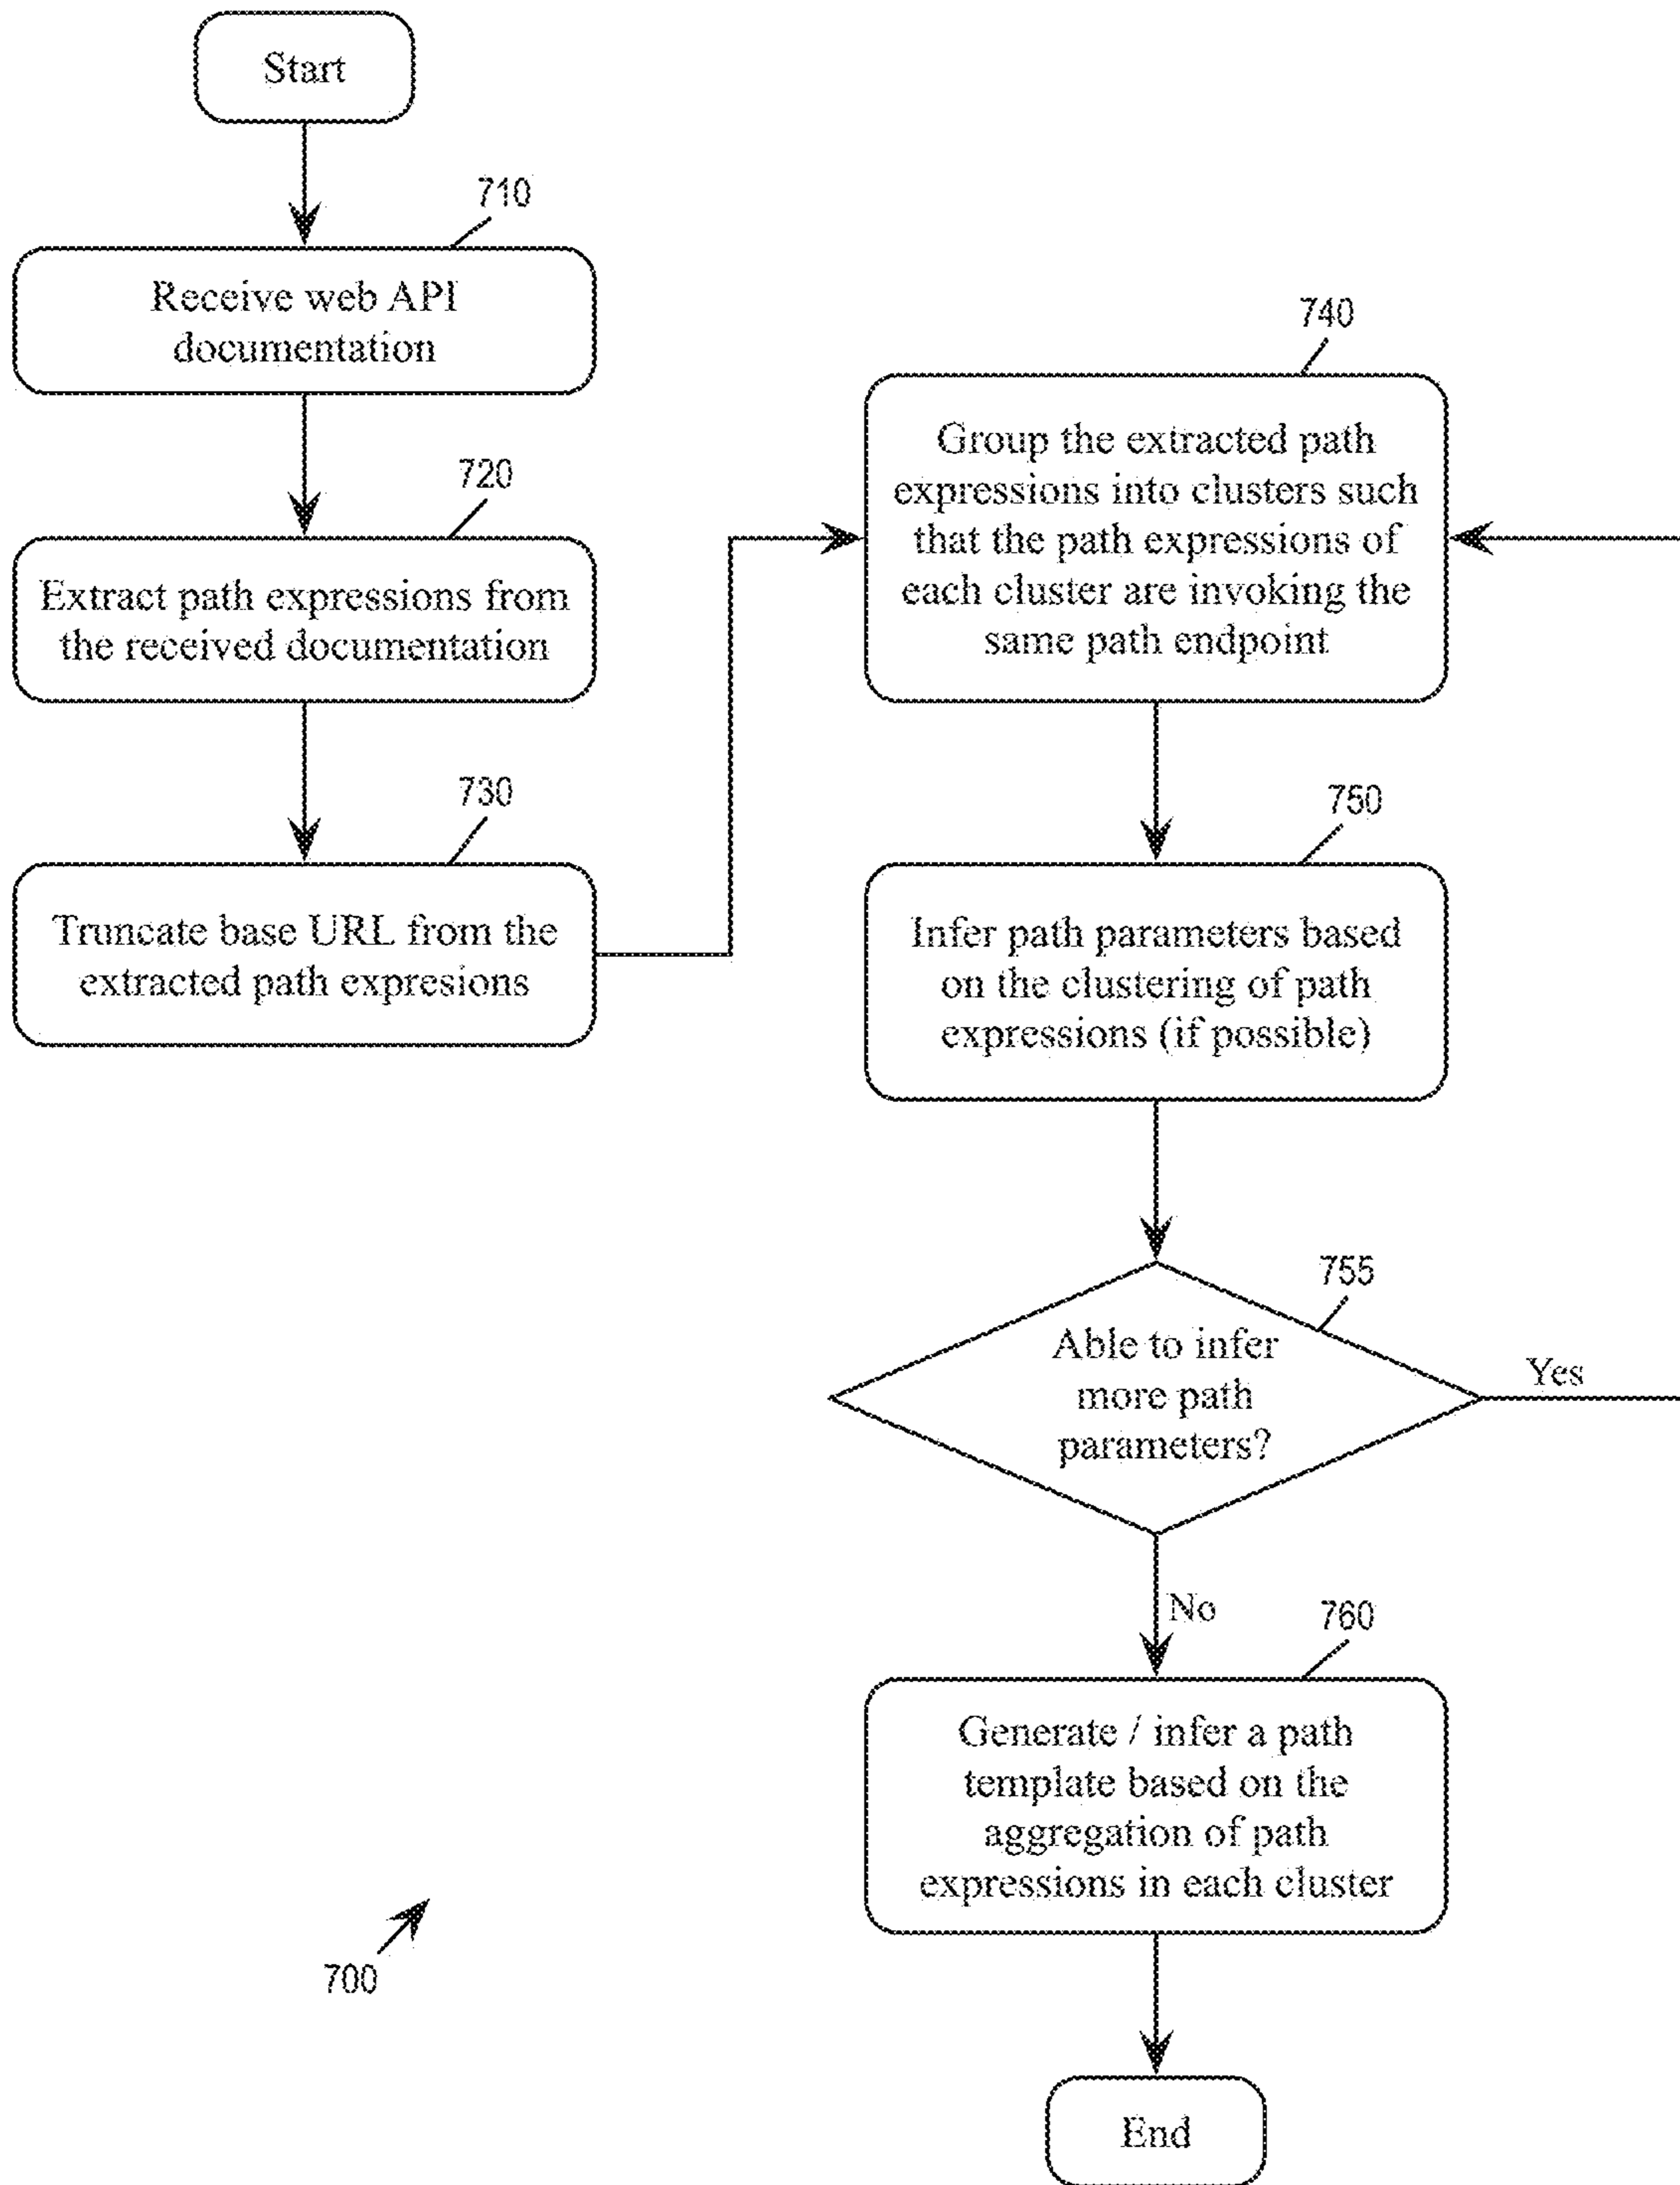 Start
710
Receive web API
documentation
720
Extract path expressions from
the received documentation
730
Truncate base URL from the
extracted path expresions
740
Group the extracted path
expressions into clusters such
that the path expressions of
each cluster are invoking the
same path endpoint
750
Infer path parameters based
on the clustering of path
expressions (if possible)
755
Able to infer
more path
parameters?
Yes
No
760
Generate / infer a path
template based on the
aggregation of path
expressions in each cluster
700
End